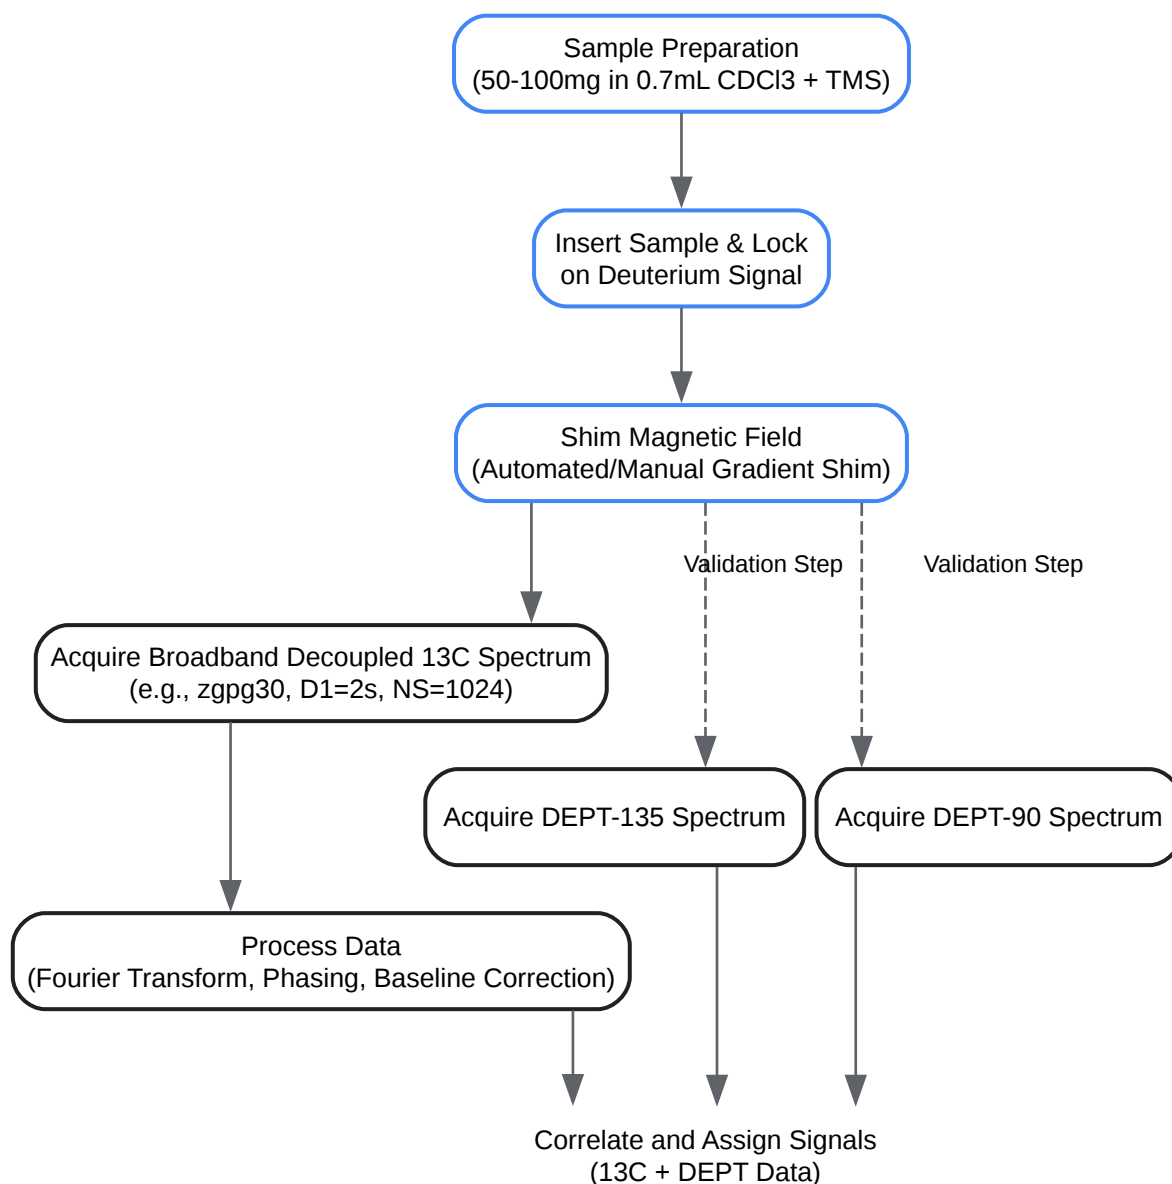 Sample Preparation
(50-100mg in 0.7mL CDCl3 + TMS)
Insert Sample & Lock
on Deuterium Signal
Shim Magnetic Field
(Automated/Manual Gradient Shim)
Validation Step
Validation Step
Acquire Broadband Decoupled 13C Spectrum
(e.g., zgpg30, D1=2s, NS=1024)
Acquire DEPT-135 Spectrum
Acquire DEPT-90 Spectrum
Process Data
(Fourier Transform, Phasing, Baseline Correction)
Correlate and Assign Signals
(13C + DEPT Data)